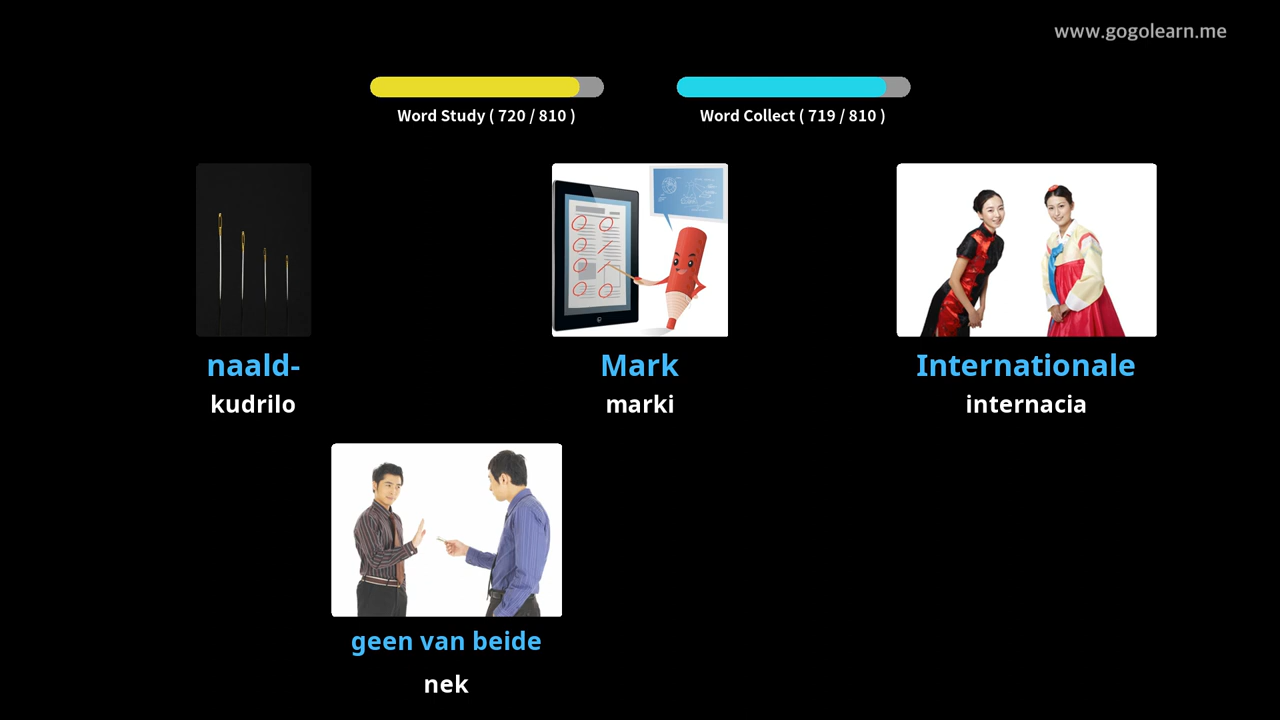 www.gogolearn.me
Word Study ( 720 / 810 )
Word Collect ( 719 / 810 )
naald-
kudrilo
Mark
marki
Internationale
internacia
geen van beide
nek